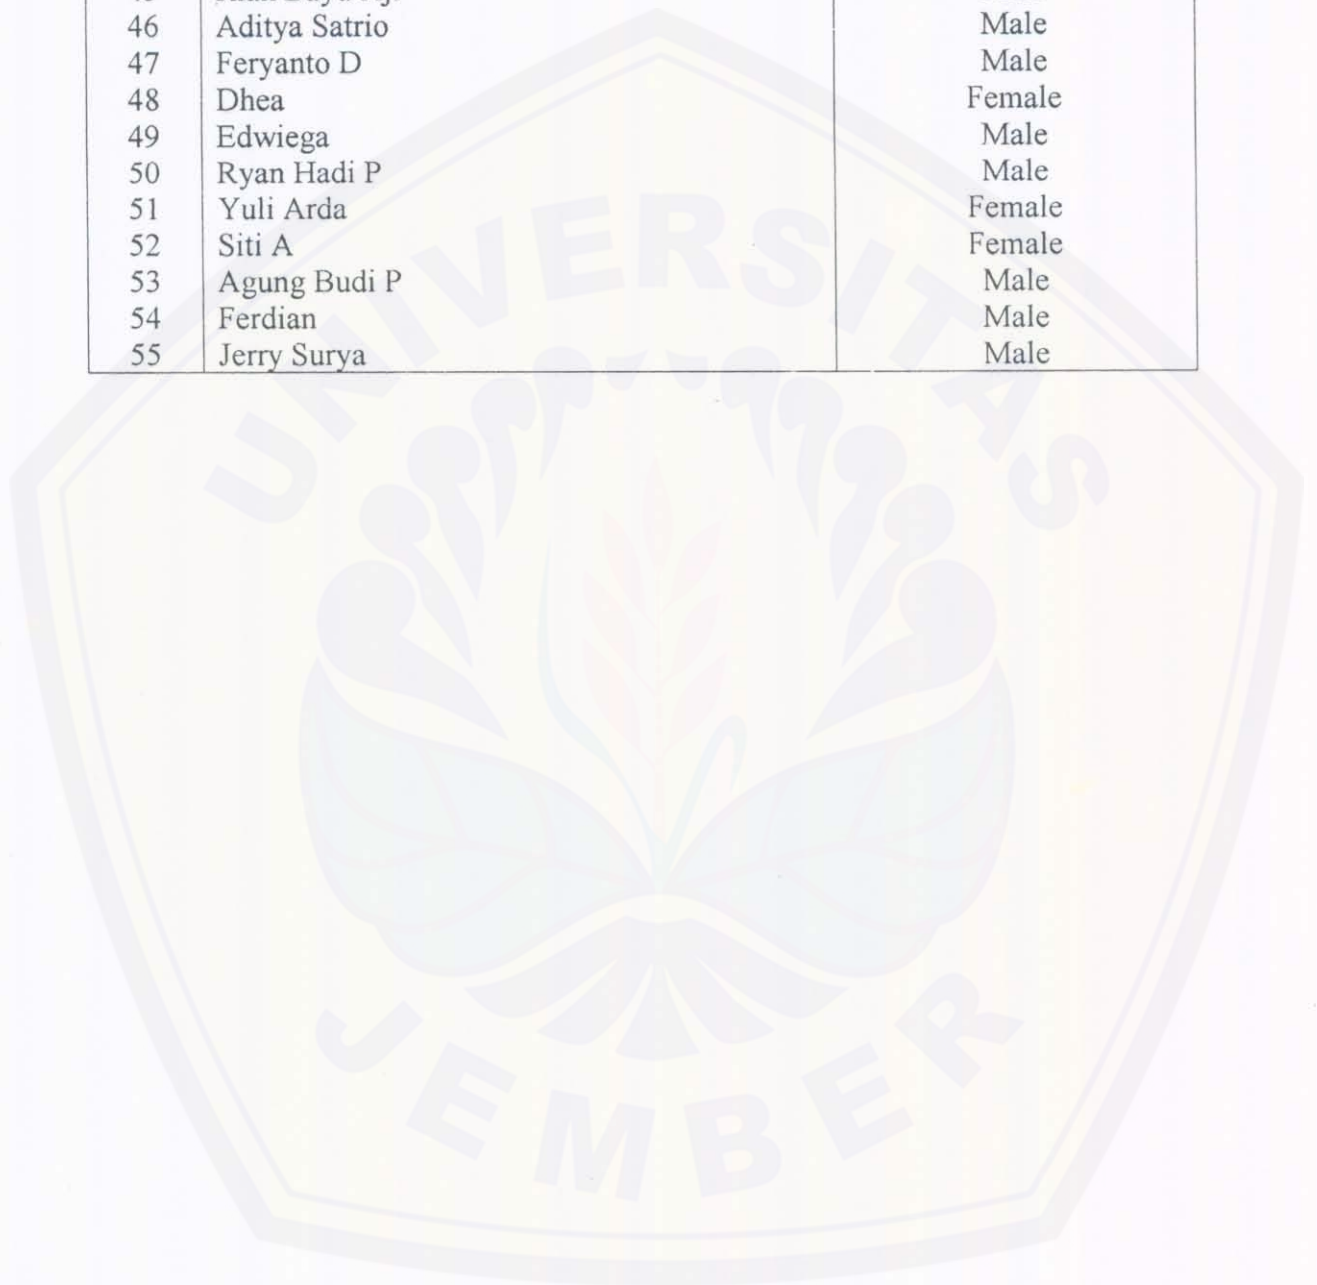 46 Aditya Satrio Male
47 Feryanto D Male
48 Dhea Female
49 Edwiega Male
50 Ryan Hadi P Male
51 Yuli Arda Female
52 Siti A Female
53 Agung Budi P Male
54 Ferdian Male
55 Jerry Surya Male
UNIVERSITAS
JEMBER